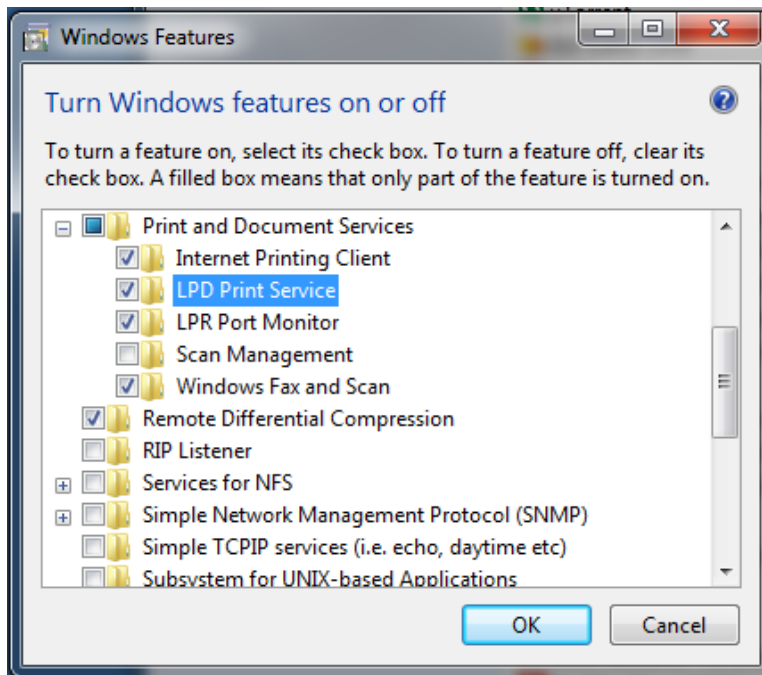 Windows Features
Turn Windows features on or off
To turn a feature on, select its check box. To turn a feature off, clear its
check box. A filled box means that only part of the feature is turned on.
Print and Document Services
Internet Printing Client
LPD Print Service
LPR Port Monitor
Scan Management
Windows Fax and Scan
Remote Differential Compression
RIP Listener
Services for NFS
Simple Network Management Protocol (SNMP)
Simple TCPIP services (i.e. echo, daytime etc)
Subsystem for UNIX-based Applications
OK Cancel